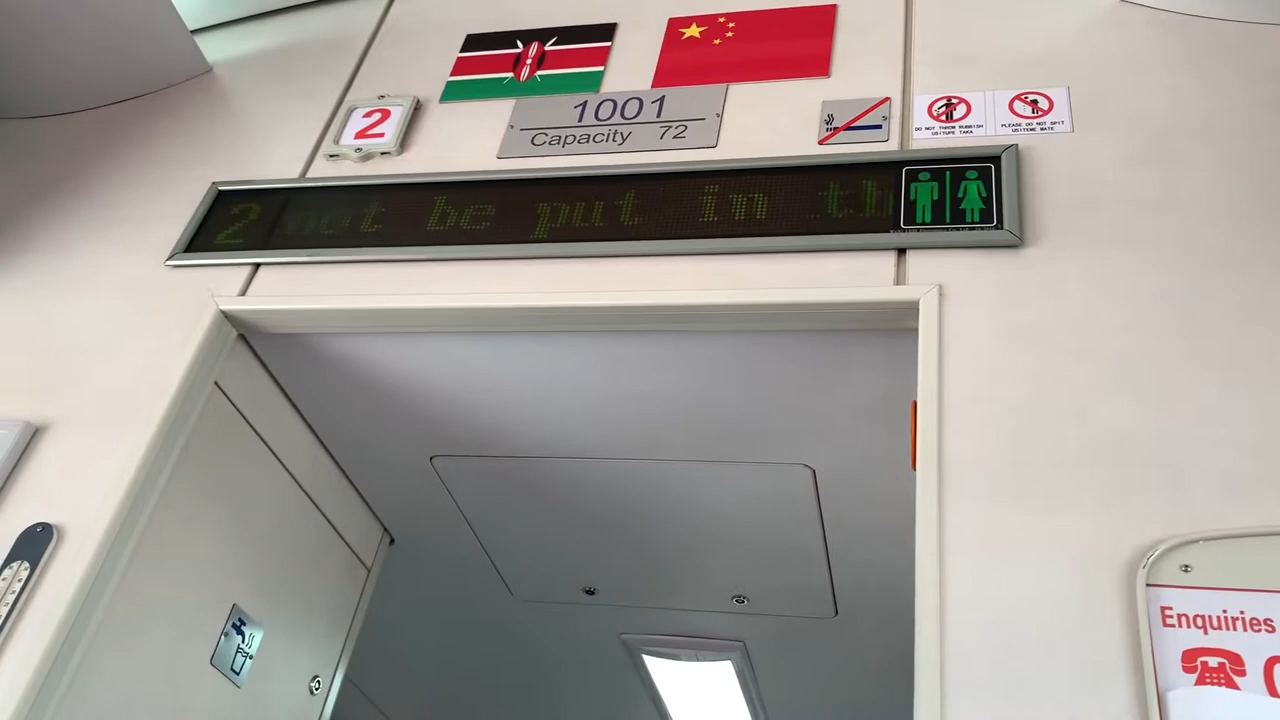 2
1001
Capacity 72
DO NOT THROW RUBBISH
USITUPE TAKA
PLEASE DO NOT SPIT
USITEME MATE
2 not be put in th
Enquiries